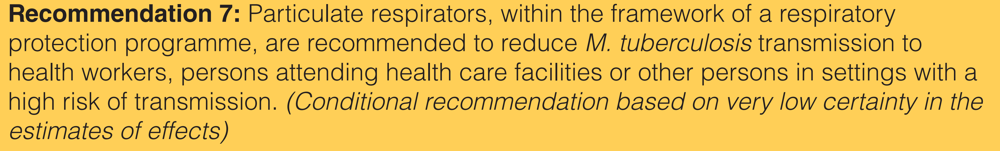 Recommendation 7: Particulate respirators, within the framework of a respiratory
protection programme, are recommended to reduce M. tuberculosis transmission to
health workers, persons attending health care facilities or other persons in settings with a
high risk of transmission. (Conditional recommendation based on very low certainty in the
estimates of effects)